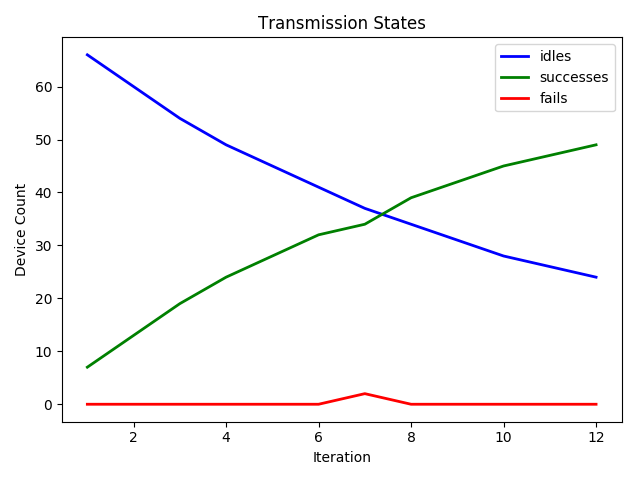 Transmission States
idles
successes
fails
Device Count
60
50
40
30
20
10
0
2 4 6 8 10 12
Iteration